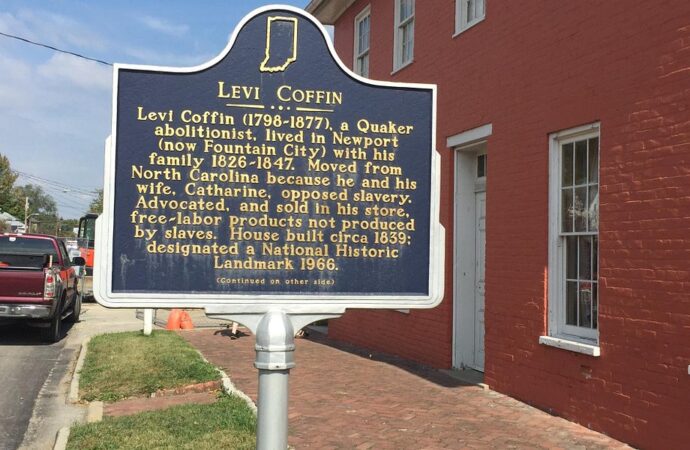 LEVI COFFIN
Levi Coffin (1798-1877), a Quaker
abolitionist, lived in Newport
(now Fountain City) with his
family 1826-1847. Moved from
North Carolina because he and his
wife, Catharine, opposed slavery.
Advocated, and sold in his store,
free-labor products not produced
by slaves. House built circa 1839;
designated a National Historic
Landmark 1966.
(Continued on other side)